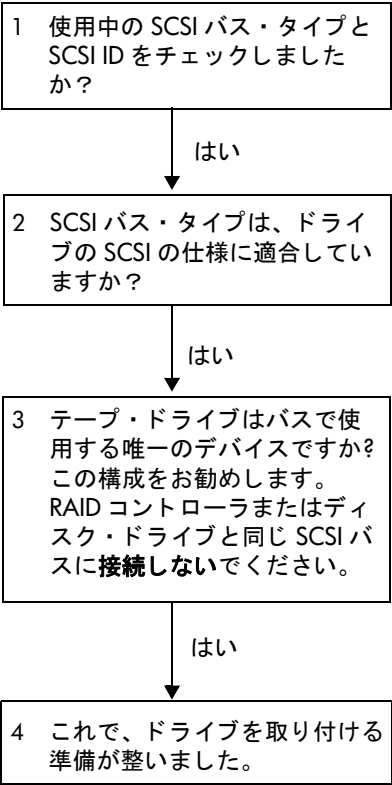 1 使用中の SCSI バス・タイプと
SCSI ID をチェックしました
か？
はい
2 SCSI バス・タイプは、ドライ
ブの SCSI の仕様に適合してい
ますか？
はい
3 テープ・ドライブはバスで使
用する唯一のデバイスですか?
この構成をお勧めします。
RAID コントローラまたはディ
スク・ドライブと同じ SCSI バ
スに接続しないでください。
はい
4 これで、ドライブを取り付ける
準備が整いました。